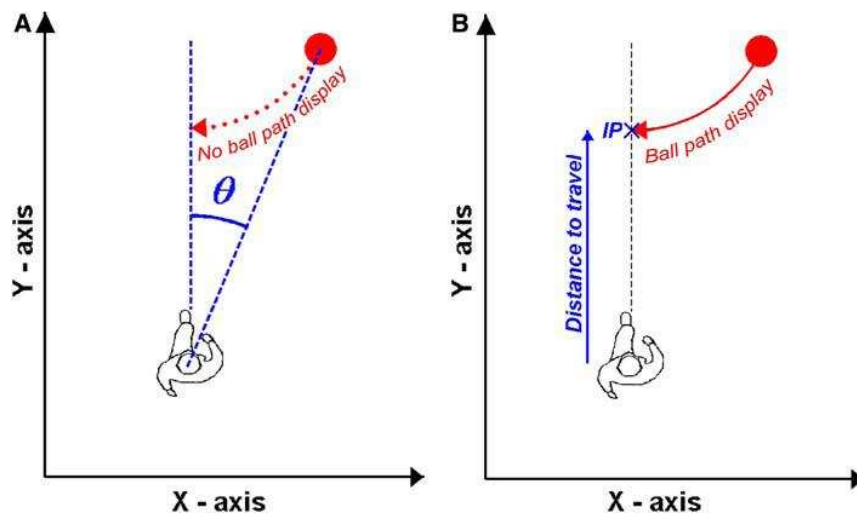 A
No ball path display
θ
Y - axis
X - axis
B
IP
Ball path display
Distance to travel
Y - axis
X - axis